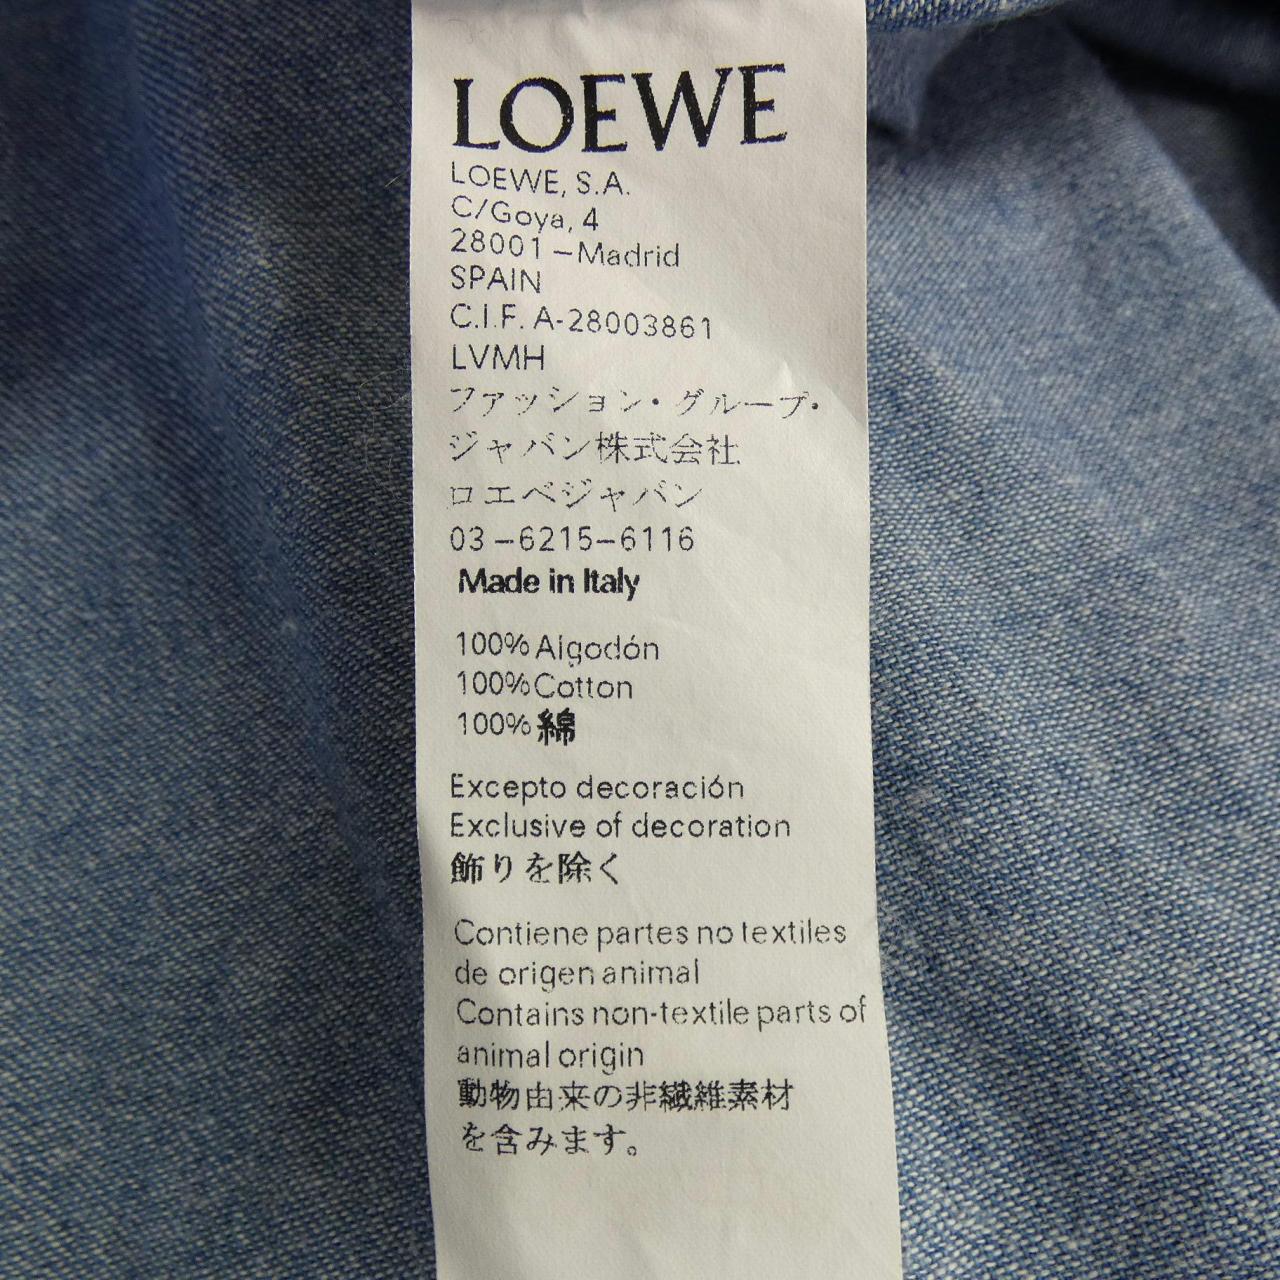 LOEWE
LOEWE, S.A.
C/Goya, 4
28001 –Madrid
SPAIN
C.I.F. A-28003861
LVMH
ファッション・グループ・
ジャパン株式会社
ロエベジャパン
03–6215–6116
Made in Italy
100% Algodón
100% Cotton
100% 綿
Excepto decoración
Exclusive of decoration
飾りを除く
Contiene partes no textiles
de origen animal
Contains non-textile parts of
animal origin
動物由来の非繊維素材
を含みます。